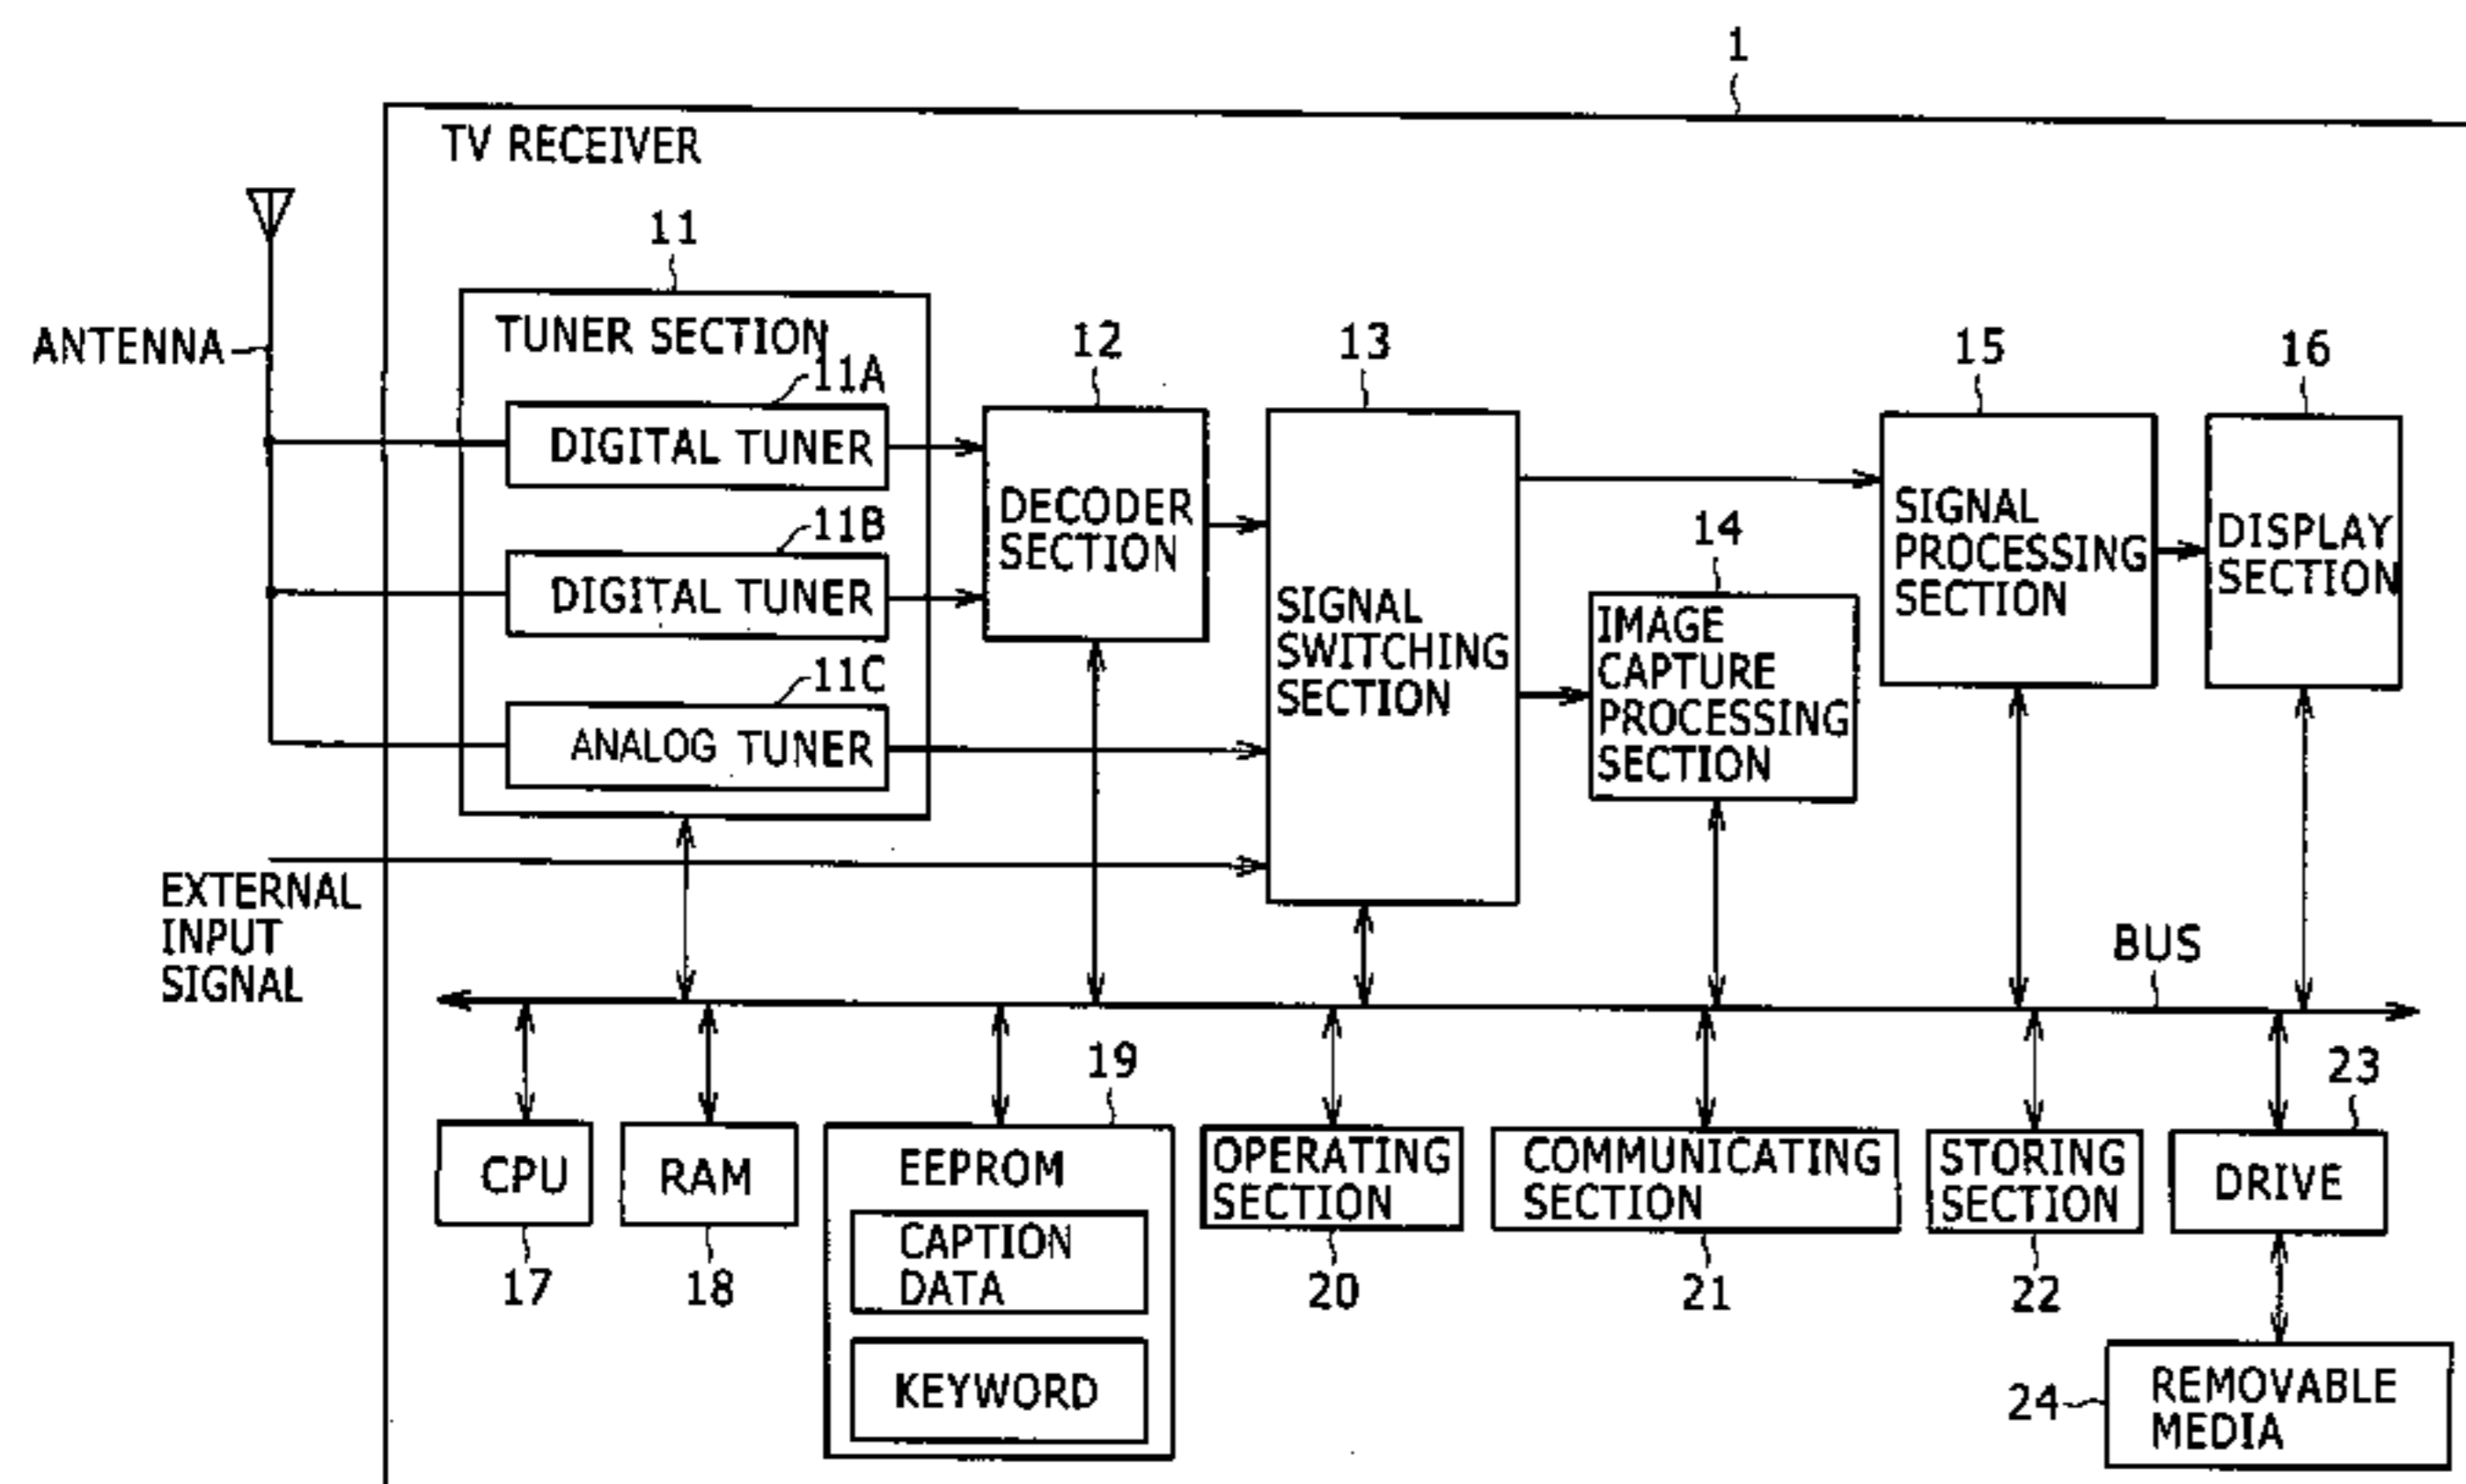 1
TV RECEIVER
11
TUNER SECTION
ANTENNA
11A
DIGITAL TUNER
11B
DIGITAL TUNER
11C
ANALOG TUNER
12
DECODER
SECTION
13
SIGNAL
SWITCHING
SECTION
14
IMAGE
CAPTURE
PROCESSING
SECTION
15
SIGNAL
PROCESSING
SECTION
16
DISPLAY
SECTION
EXTERNAL
INPUT
SIGNAL
BUS
CPU
17
RAM
18
19
EEPROM
CAPTION
DATA
KEYWORD
OPERATING
SECTION
20
COMMUNICATING
SECTION
21
STORING
SECTION
22
23
DRIVE
24
REMOVABLE
MEDIA